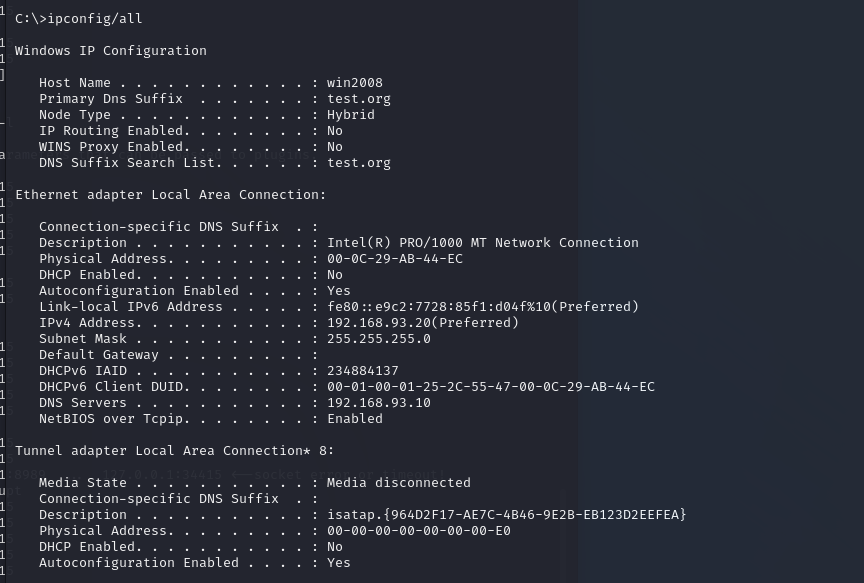 C:\>ipconfig/all
Windows IP Configuration
Host Name . . . . . . . . . . . . : win2008
Primary Dns Suffix  . . . . . . . : test.org
Node Type . . . . . . . . . . . . : Hybrid
IP Routing Enabled. . . . . . . . : No
WINS Proxy Enabled. . . . . . . . : No
DNS Suffix Search List. . . . . . : test.org
Ethernet adapter Local Area Connection:
Connection-specific DNS Suffix  . :
Description . . . . . . . . . . . : Intel(R) PRO/1000 MT Network Connection
Physical Address. . . . . . . . . : 00-0C-29-AB-44-EC
DHCP Enabled. . . . . . . . . . . : No
Autoconfiguration Enabled . . . . : Yes
Link-local IPv6 Address . . . . . : fe80::e9c2:7728:85f1:d04f%10(Preferred)
IPv4 Address. . . . . . . . . . . : 192.168.93.20(Preferred)
Subnet Mask . . . . . . . . . . . : 255.255.255.0
Default Gateway . . . . . . . . . :
DHCPv6 IAID . . . . . . . . . . . : 234884137
DHCPv6 Client DUID. . . . . . . . : 00-01-00-01-25-2C-55-47-00-0C-29-AB-44-EC
DNS Servers . . . . . . . . . . . : 192.168.93.10
NetBIOS over Tcpip. . . . . . . . : Enabled
Tunnel adapter Local Area Connection* 8:
Media State . . . . . . . . . . . : Media disconnected
Connection-specific DNS Suffix  . :
Description . . . . . . . . . . . : isatap.{964D2F17-AE7C-4B46-9E2B-EB123D2EEFEA}
Physical Address. . . . . . . . . : 00-00-00-00-00-00-00-E0
DHCP Enabled. . . . . . . . . . . : No
Autoconfiguration Enabled . . . . : Yes